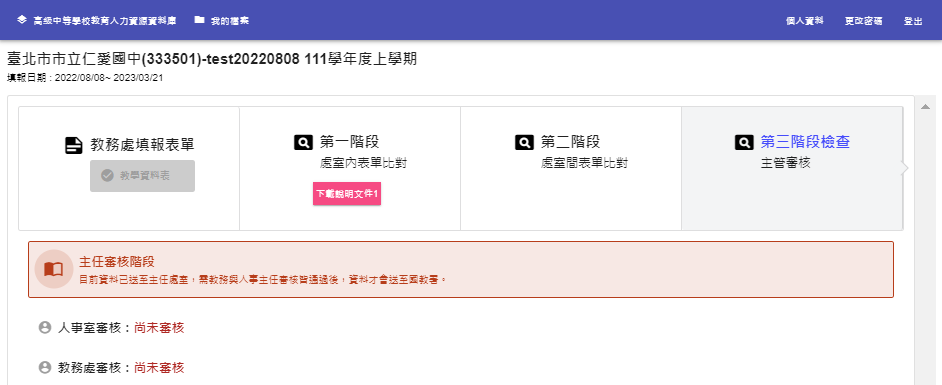 高級中等學校教育人力資源資料庫 我的檔案 個人資料 更改密碼 登出
臺北市市立仁愛國中(333501)-test20220808 111學年度上學期
填報日期 : 2022/08/08~ 2023/03/21
教務處填報表單
教學資料表
第一階段
處室內表單比對
下載說明文件1
第二階段
處室間表單比對
第三階段檢查
主管審核
主任審核階段
目前資料已送至主任處室，需教務與人事主任審核皆通過後，資料才會送至國教署。
人事室審核：尚未審核
教務處審核：尚未審核